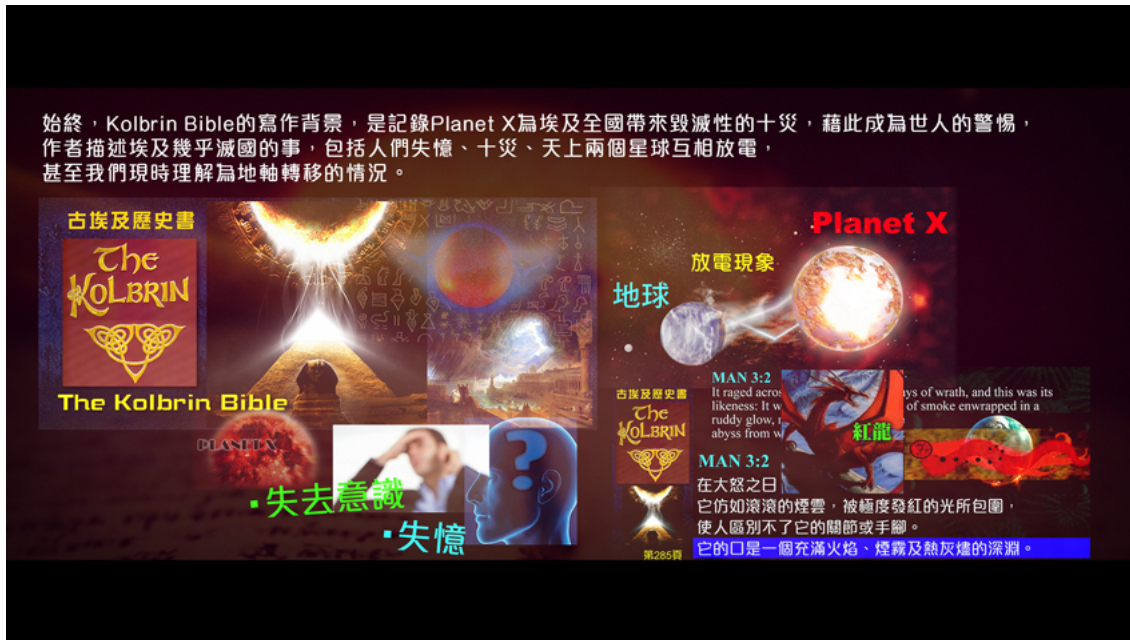 始終，Kolbrin Bible的寫作背景，是記錄Planet X為埃及全國帶來毀滅性的十災，藉此成為世人的警惕，
作者描述埃及幾乎滅國的事，包括人們失憶、十災、天上兩個星球互相放電，
甚至我們現時理解為地軸轉移的情況。
古埃及歷史書
The
KOLBRIN
The Kolbrin Bible
PLANET X
▪失去意識
▪失憶
?
Planet X
放電現象
地球
古埃及歷史書
The
KOLBRIN
第285頁
MAN 3:2
It raged acros ys of wrath, and this was its
likeness: It w of smoke enwrapped in a
ruddy glow,
abyss from w
紅龍
MAN 3:2
在大怒之日
它仿如滾滾的煙雲，被極度發紅的光所包圍，
使人區別不了它的關節或手腳。
它的口是一個充滿火焰、煙霧及熱灰燼的深淵。